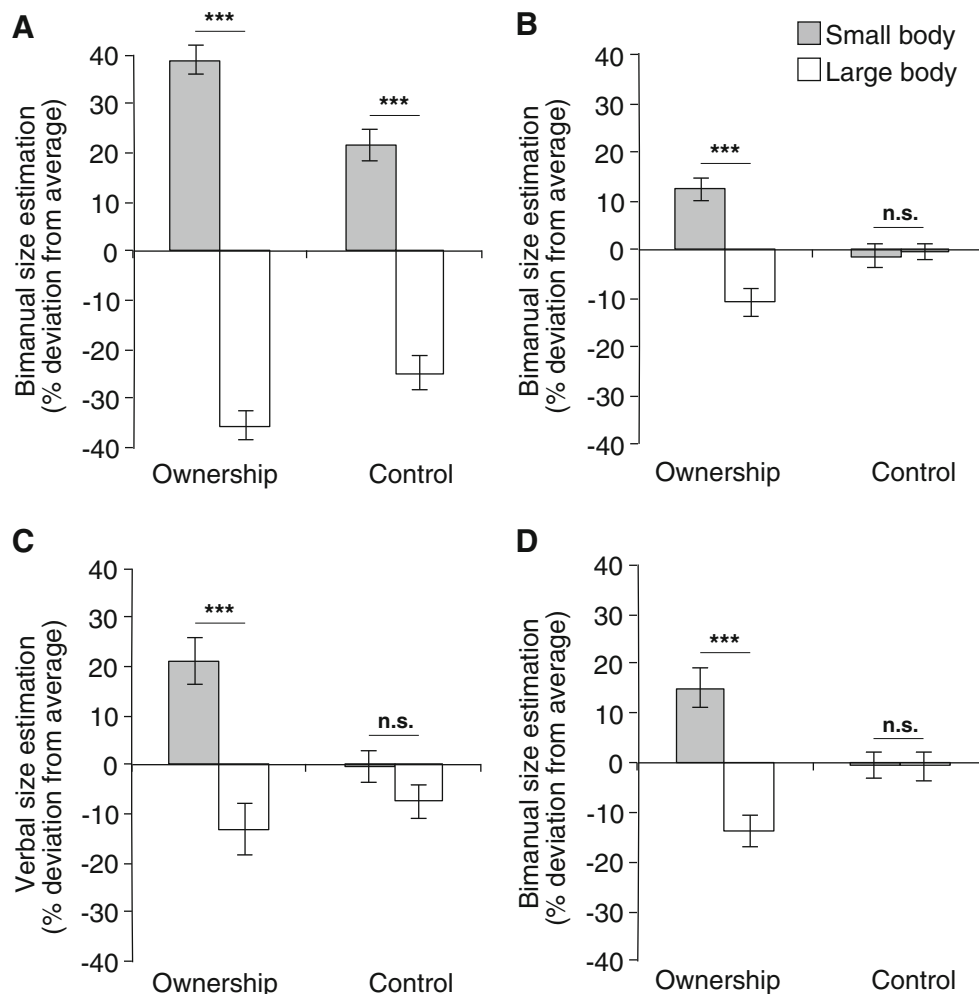 A
Bimanual size estimation
(% deviation from average)
40
30
20
10
0
-10
-20
-30
-40
***
***
Ownership
Control
B
Small body
Large body
Bimanual size estimation
(% deviation from average)
40
30
20
10
0
-10
-20
-30
-40
***
n.s.
Ownership
Control
C
Verbal size estimation
(% deviation from average)
40
30
20
10
0
-10
-20
-30
-40
***
n.s.
Ownership
Control
D
Bimanual size estimation
(% deviation from average)
40
30
20
10
0
-10
-20
-30
-40
***
n.s.
Ownership
Control